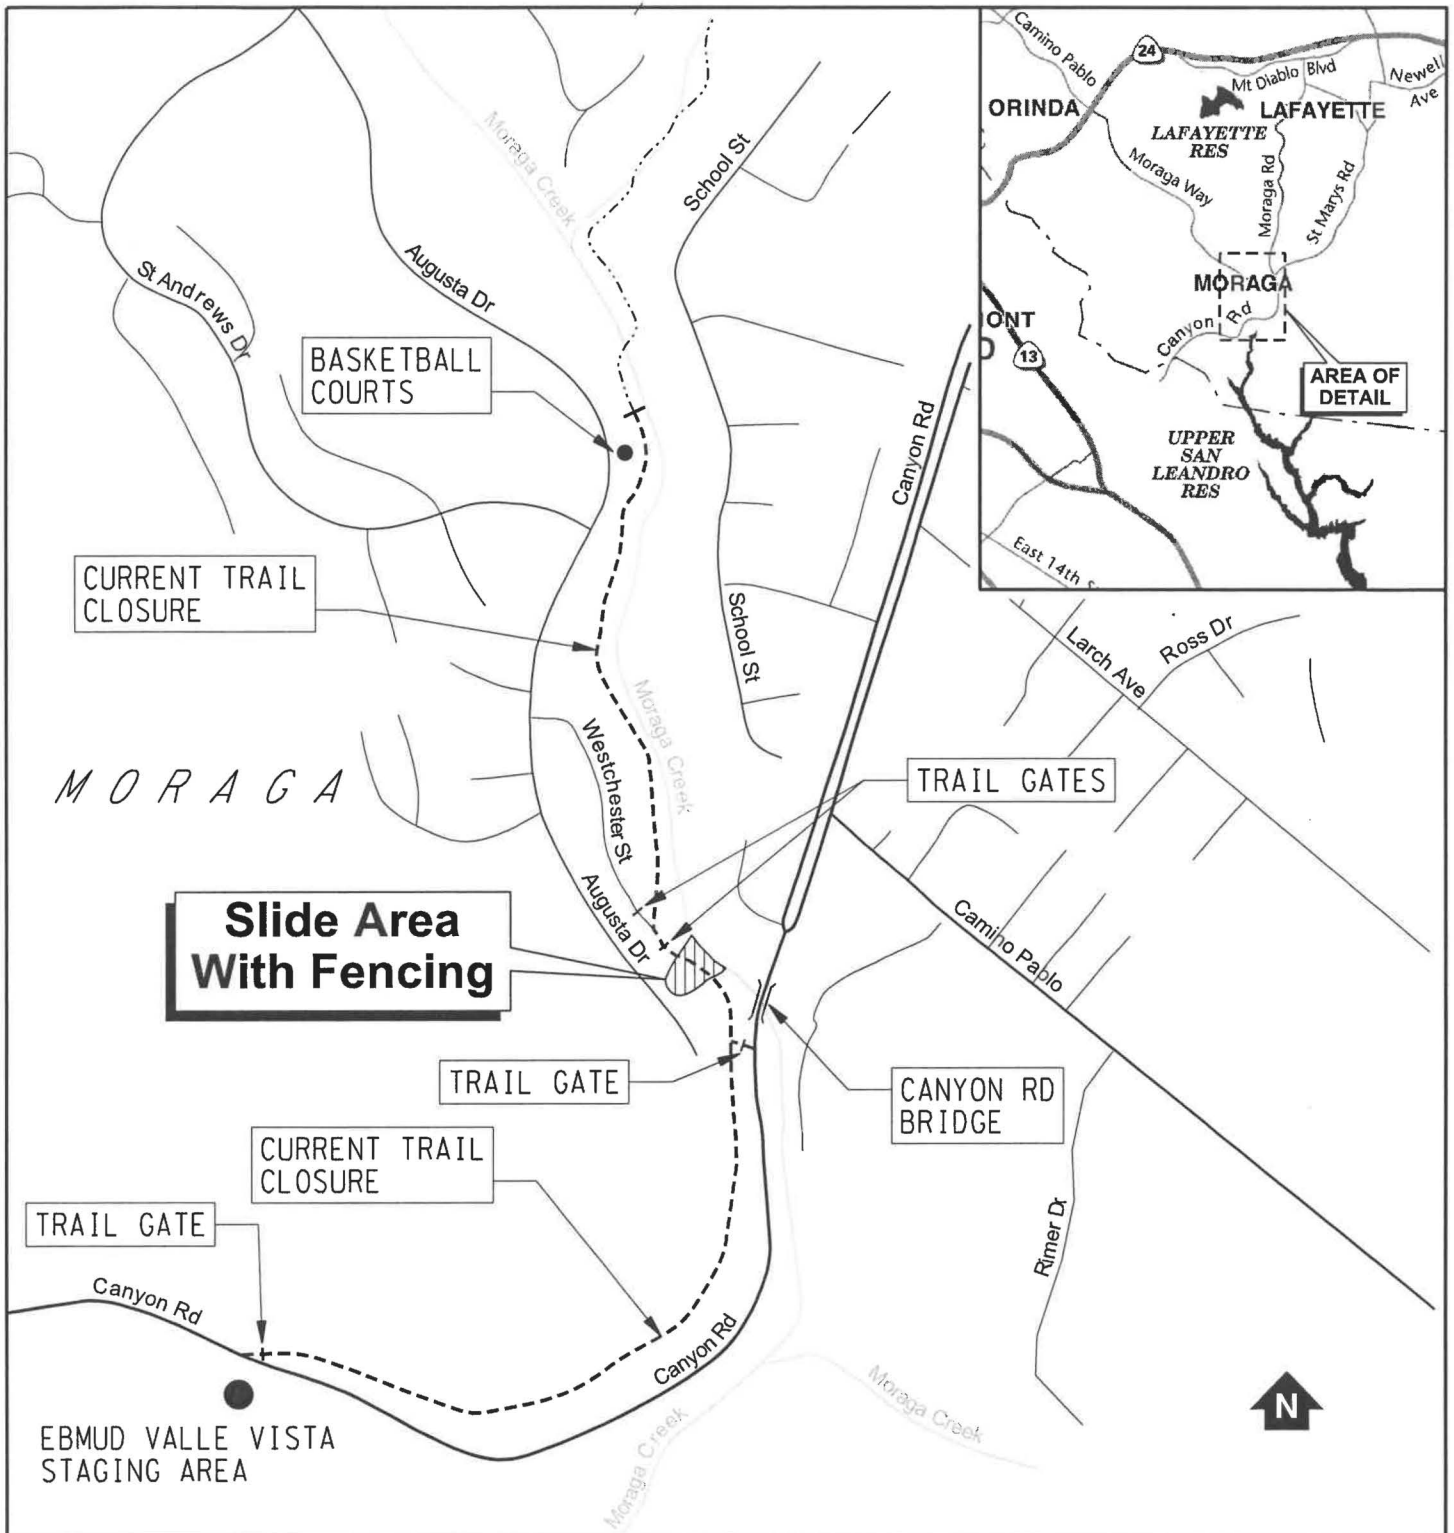 Camino Pablo
24
Mt Diablo Blvd
Newell
Ave
ORINDA
LAFAYETTE
LAFAYETTE
RES
Moraga Way
Moraga Rd
St Marys Rd
MORAGA
Canyon Rd
13
AREA OF
DETAIL
UPPER
SAN
LEANDRO
RES
East 14th
Moraga Creek
School St
Augusta Dr
St Andrews Dr
BASKETBALL
COURTS
Canyon Rd
CURRENT TRAIL
CLOSURE
School St
Larch Ave
Ross Dr
Moraga Creek
MORAGA
Westchester St
TRAIL GATES
Augusta Dr
Slide Area
With Fencing
Camino Pablo
TRAIL GATE
CANYON RD
BRIDGE
CURRENT TRAIL
CLOSURE
TRAIL GATE
Rimer Dr
Canyon Rd
Canyon Rd
Moraga Creek
Moraga Creek
N
EBMUD VALLE VISTA
STAGING AREA